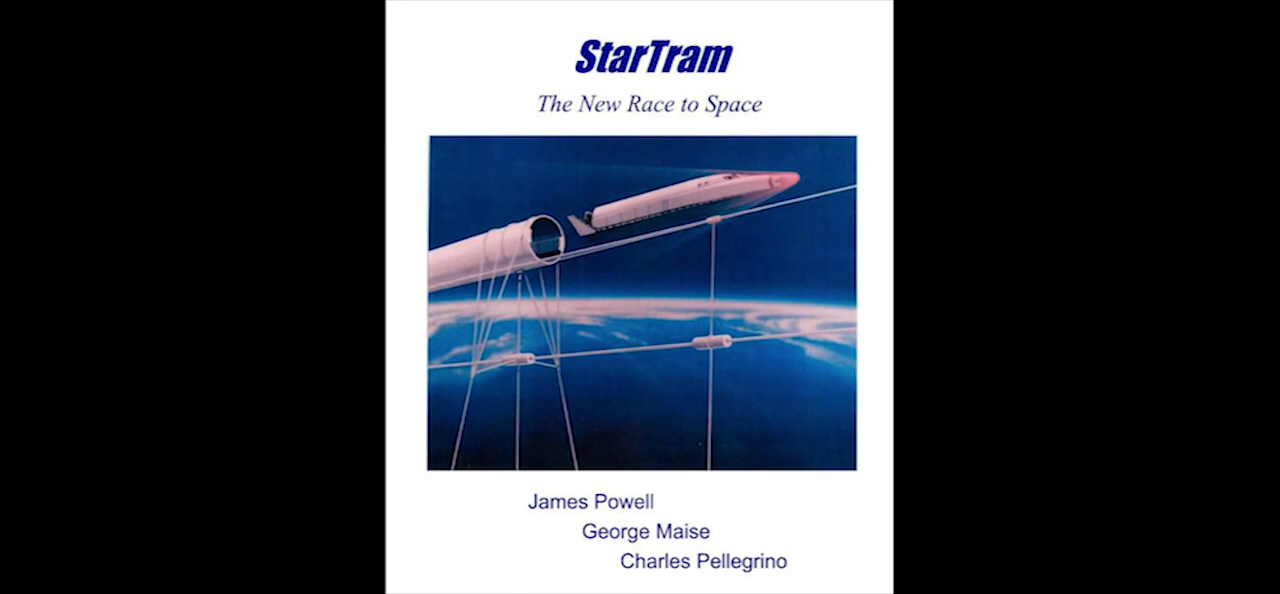 StarTram
The New Race to Space
James Powell
George Maise
Charles Pellegrino